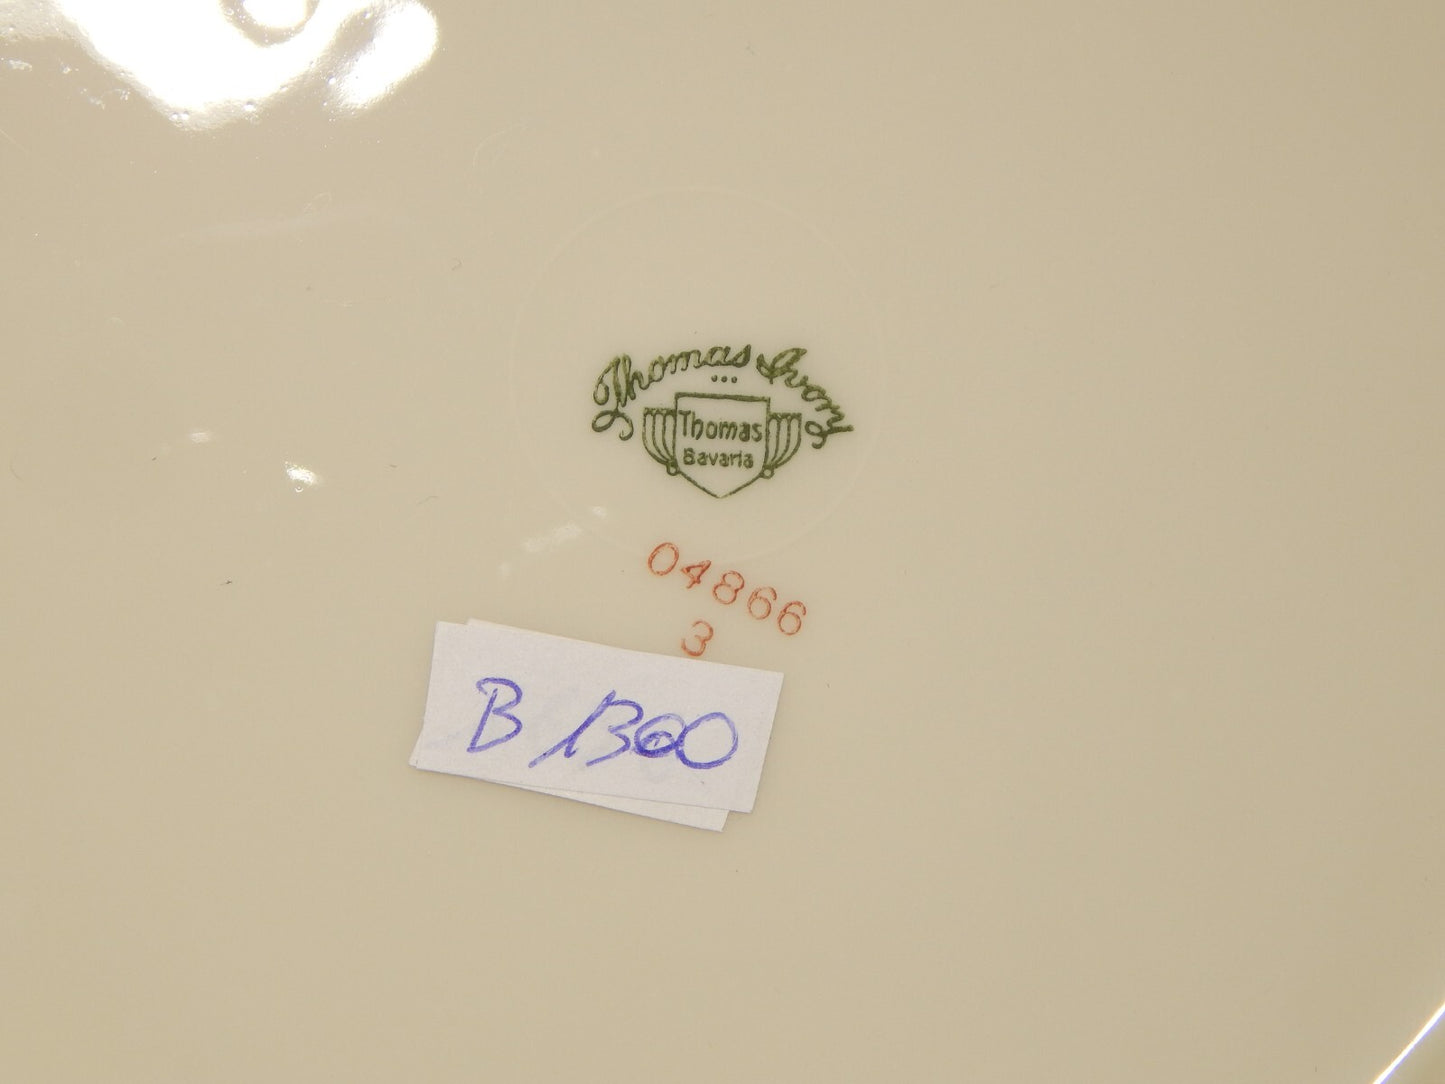 Thomas Ivory
Thomas
Bavaria
04866
3
B 1300